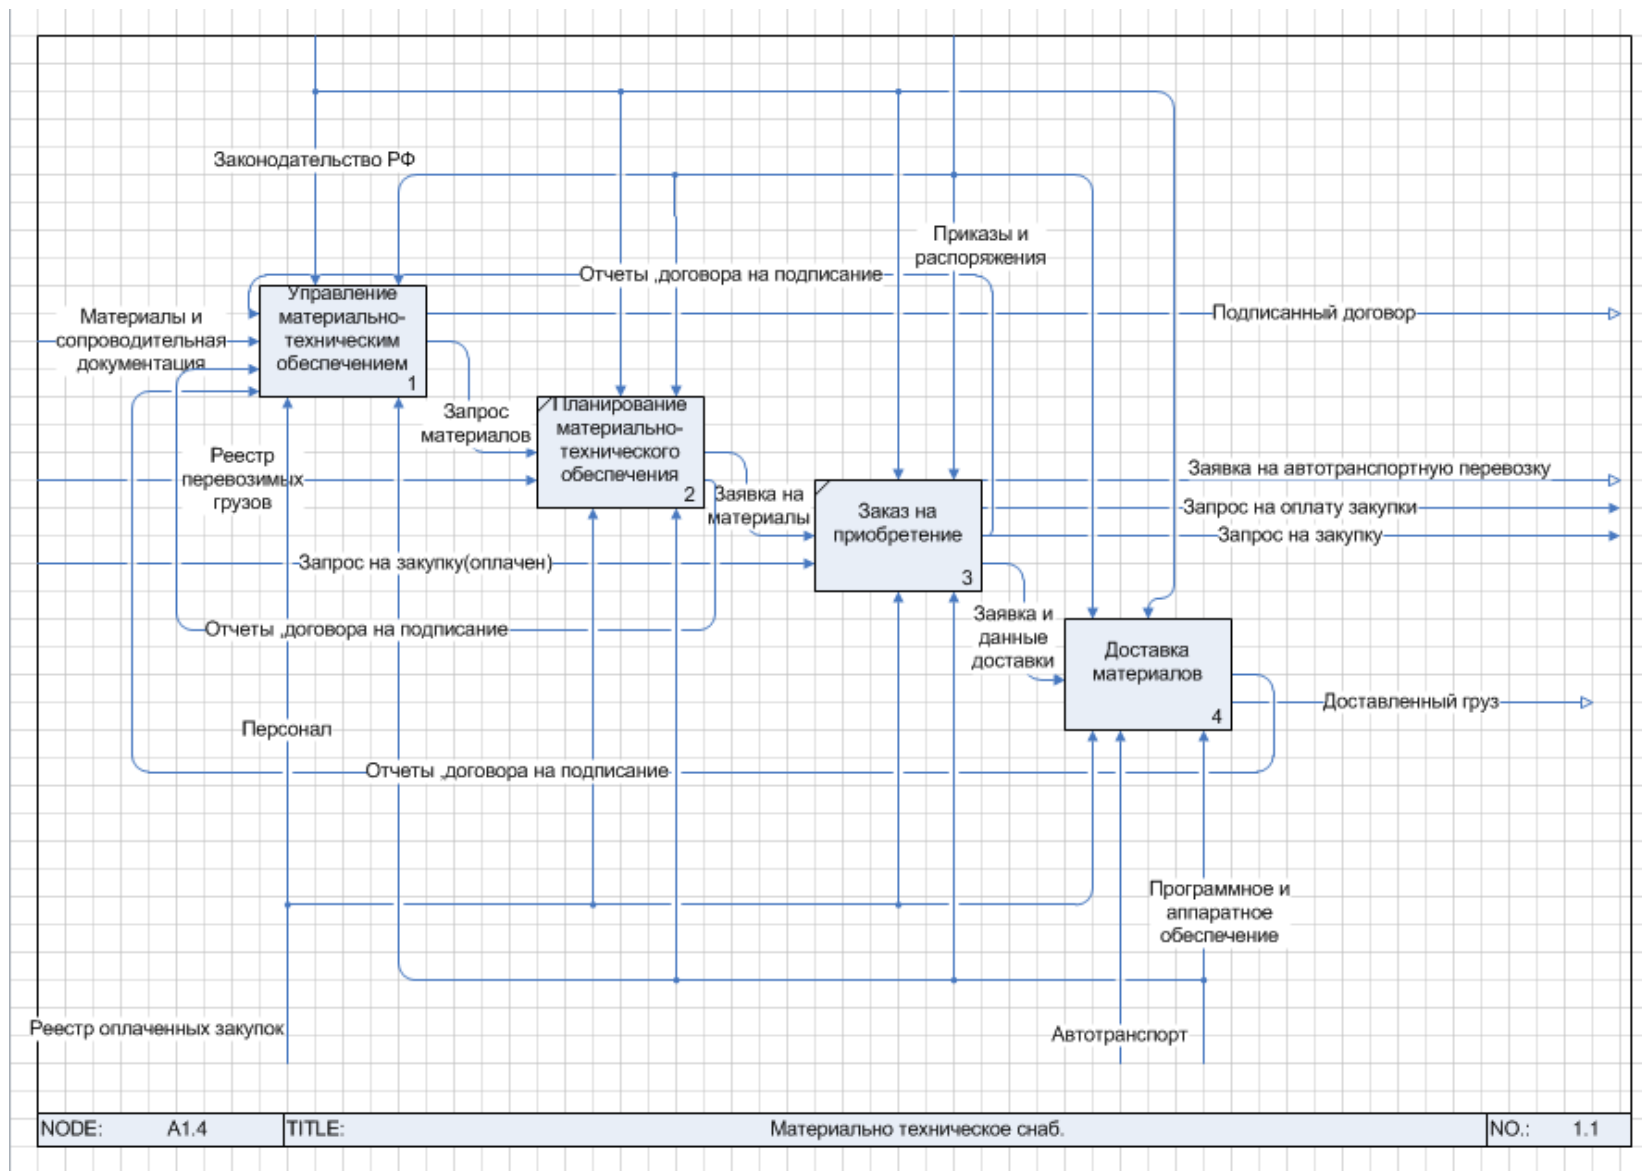 Законодательство РФ
Приказы и
распоряжения
Отчеты ,договора на подписание
Управление
материально-
техническим
обеспечением
1
Материалы и
сопроводительная
документация
Подписанный договор
Запрос
материалов
Планирование
материально-
технического
обеспечения
2
Реестр
перевозимых
грузов
Заявка на
материалы
Заказ на
приобретение
3
Заявка на автотранспортную перевозку
Запрос на оплату закупки
Запрос на закупку
Запрос на закупку(оплачен)
Отчеты ,договора на подписание
Заявка и
данные
доставки
Доставка
материалов
4
Доставленный груз
Персонал
Отчеты ,договора на подписание
Программное и
аппаратное
обеспечение
Реестр оплаченных закупок
Автотранспорт
NODE: A1.4 TITLE: Материально техническое снаб. NO.: 1.1